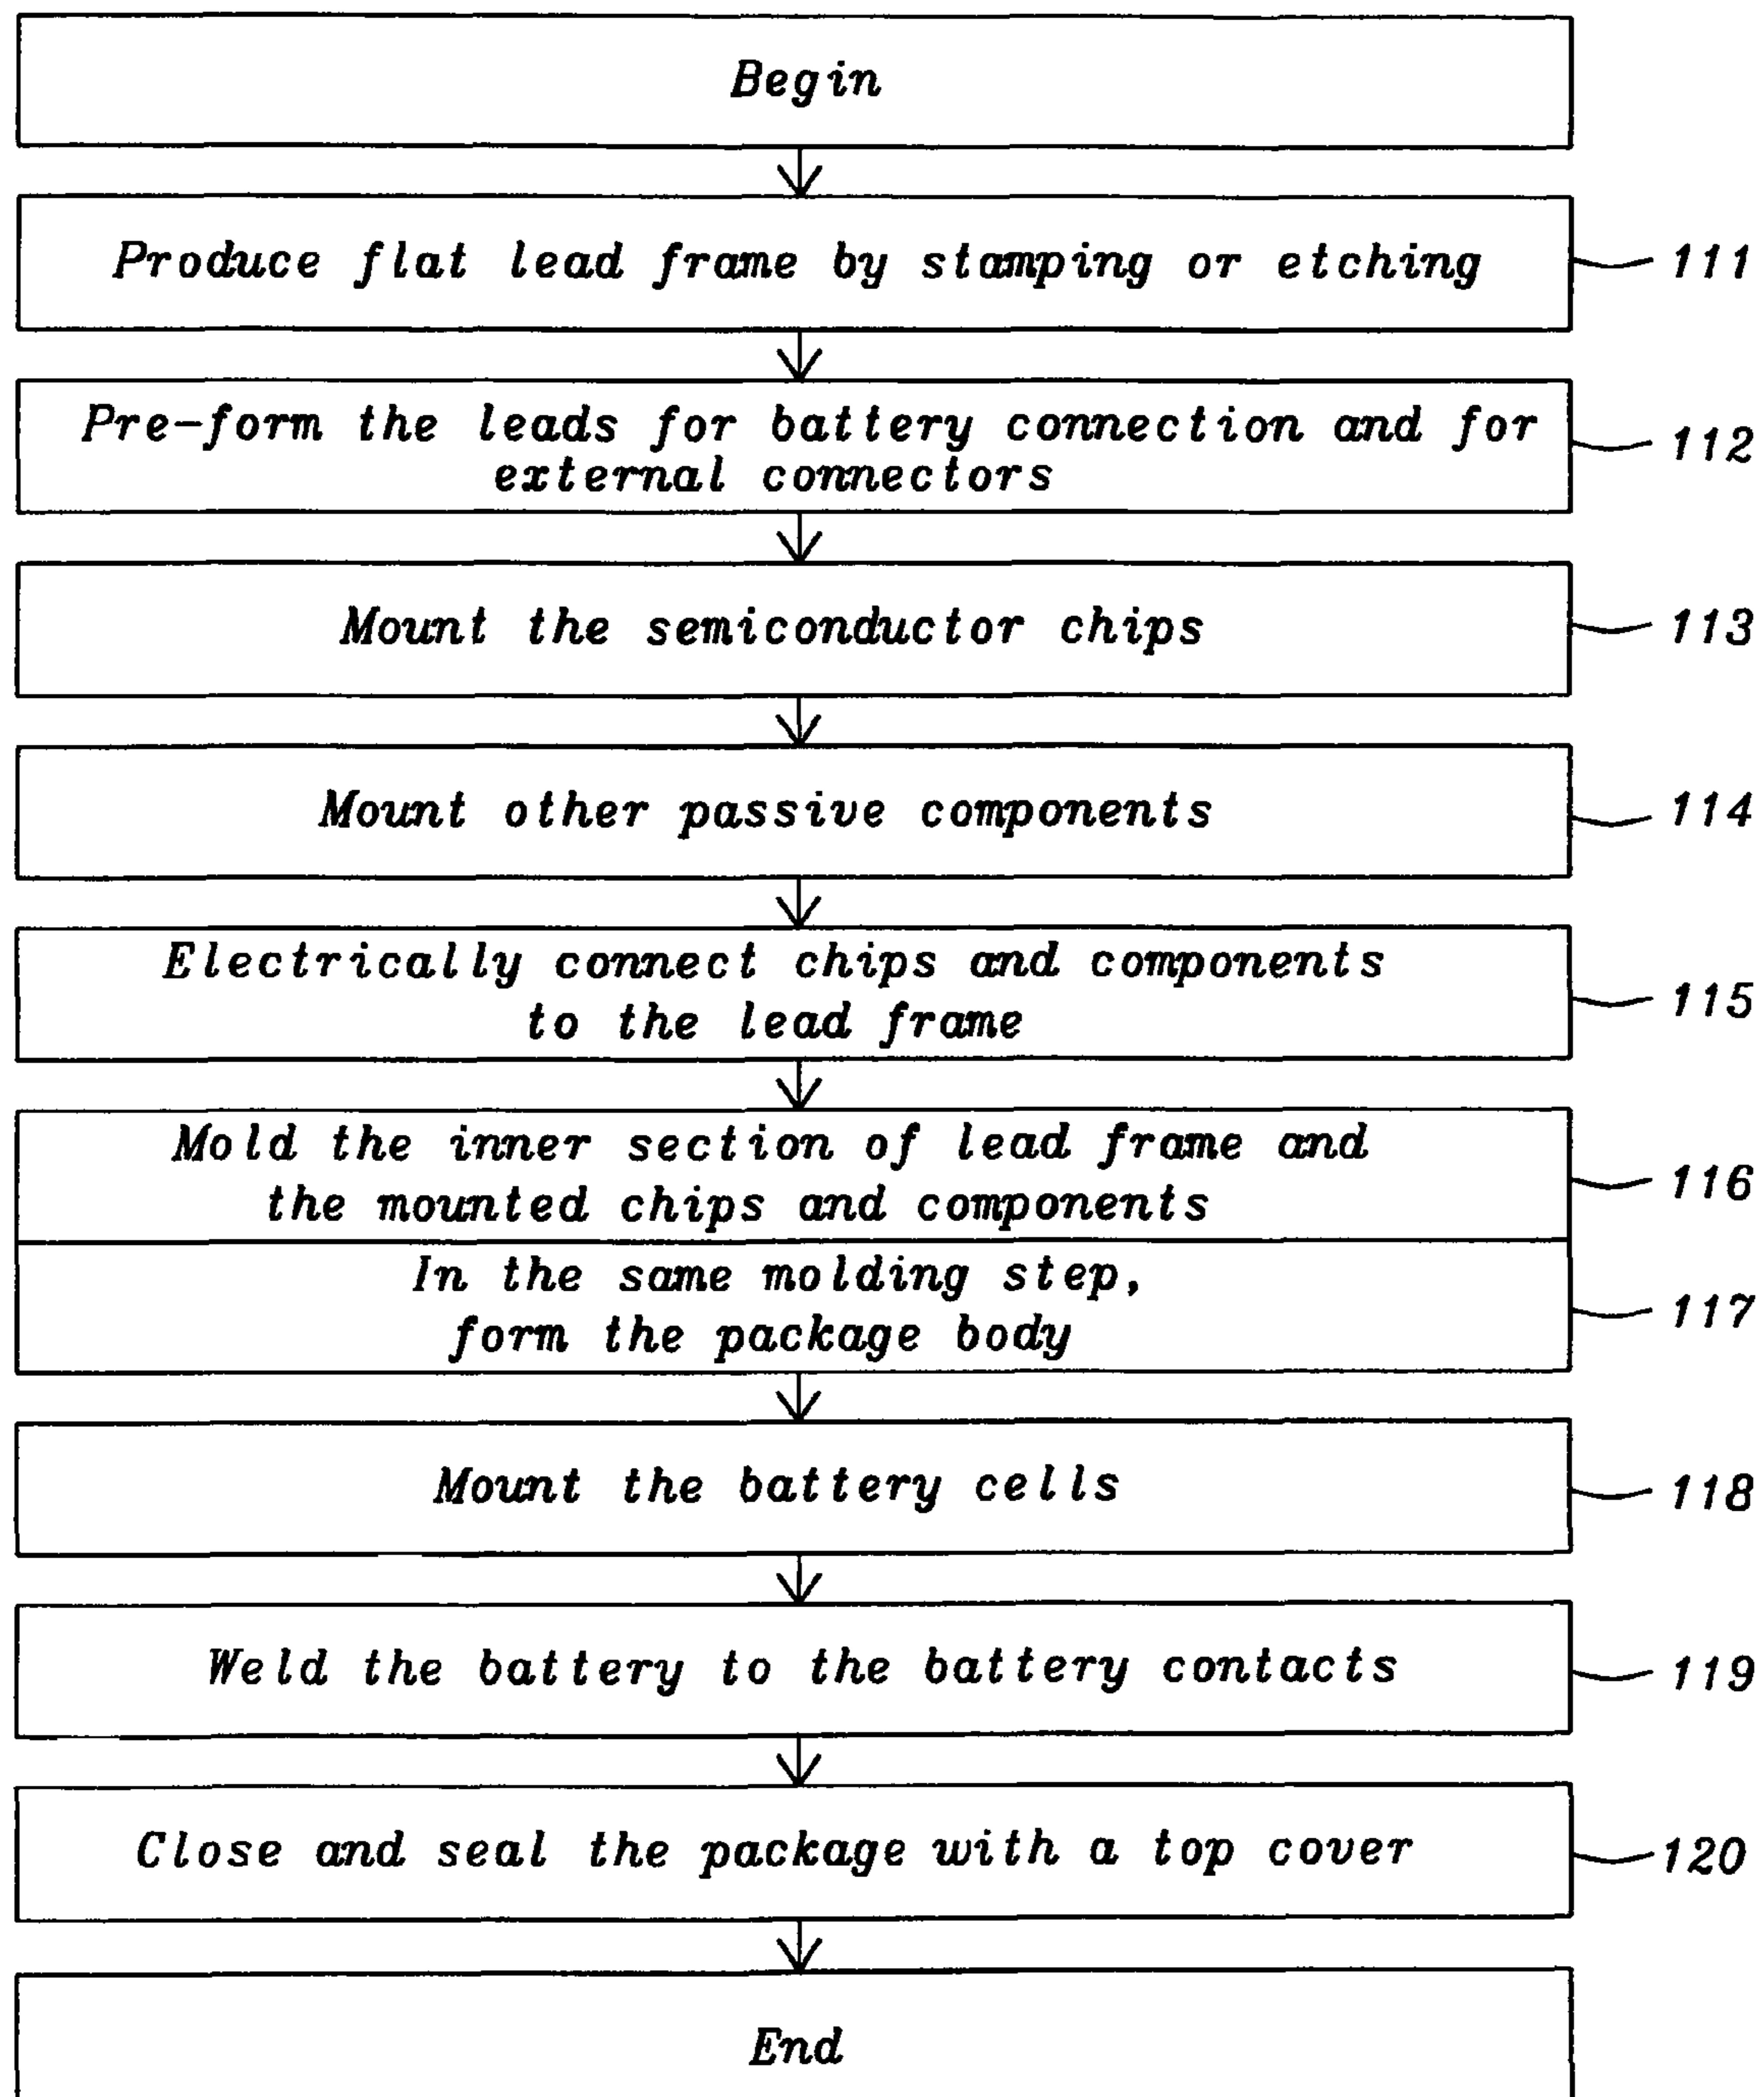 Begin
Produce flat lead frame by stamping or etching
111
Pre-form the leads for battery connection and for
external connectors
112
Mount the semiconductor chips
113
Mount other passive components
114
Electrically connect chips and components
to the lead frame
115
Mold the inner section of lead frame and
the mounted chips and components
116
In the same molding step,
form the package body
117
Mount the battery cells
118
Weld the battery to the battery contacts
119
Close and seal the package with a top cover
120
End